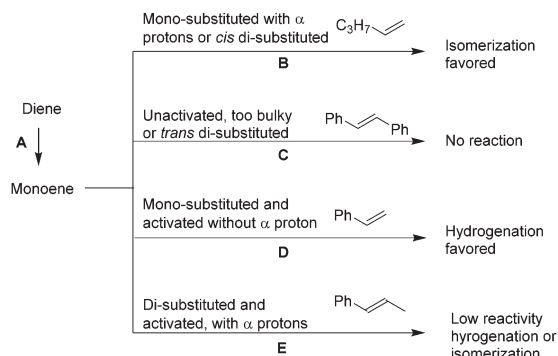 Mono-substituted with α
protons or cis di-substituted
C3H7
B
Isomerization
favored
Diene
A
Monoene
Unactivated, too bulky
or trans di-substituted
Ph
Ph
C
No reaction
Mono-substituted and
activated without α proton
Ph
D
Hydrogenation
favored
Di-substituted and
activated, with α protons
Ph
E
Low reactivity
hyrogenation or
isomerization